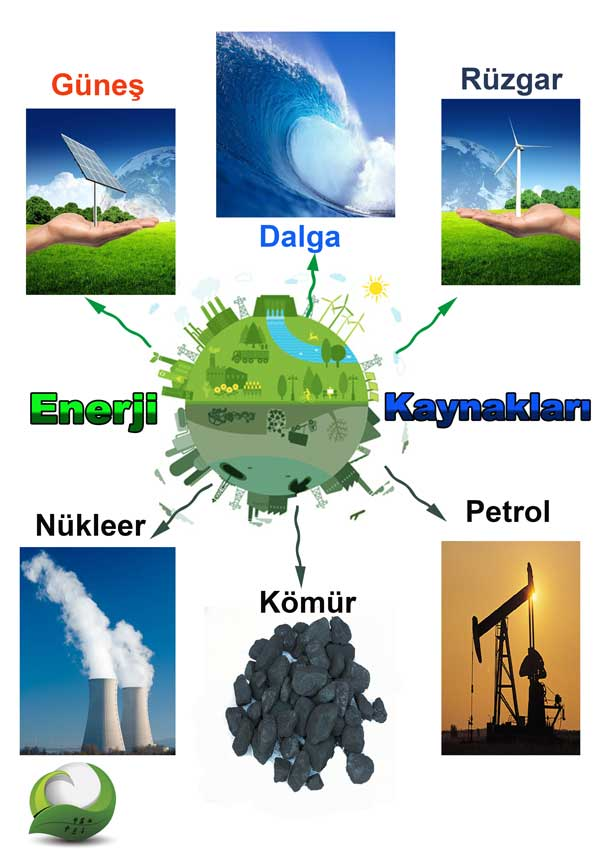 Güneş
Rüzgar
Dalga
Enerji
Kaynakları
Nükleer
Petrol
Kömür